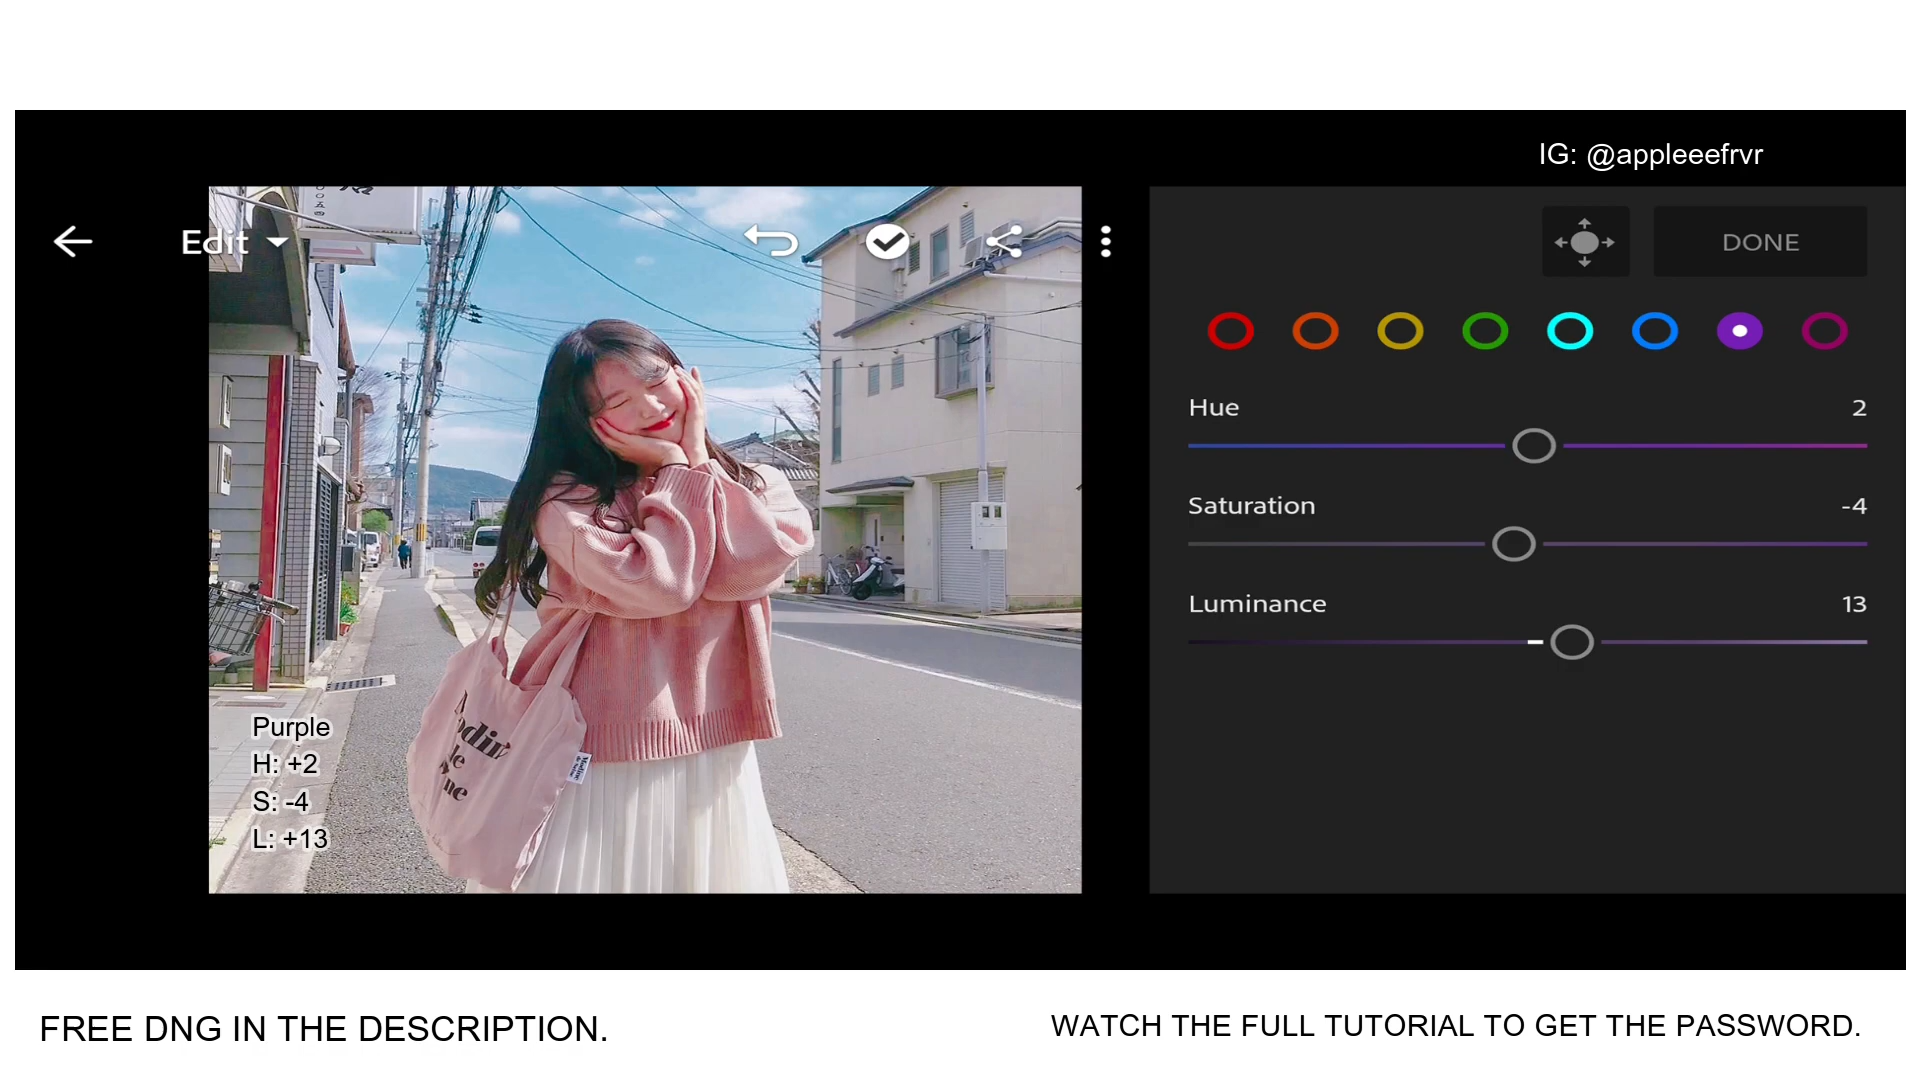 IG: @appleeefrvr
Edit
DONE
Hue 2
Saturation -4
Luminance 13
Purple
H: +2
S: -4
L: +13
FREE DNG IN THE DESCRIPTION.
WATCH THE FULL TUTORIAL TO GET THE PASSWORD.